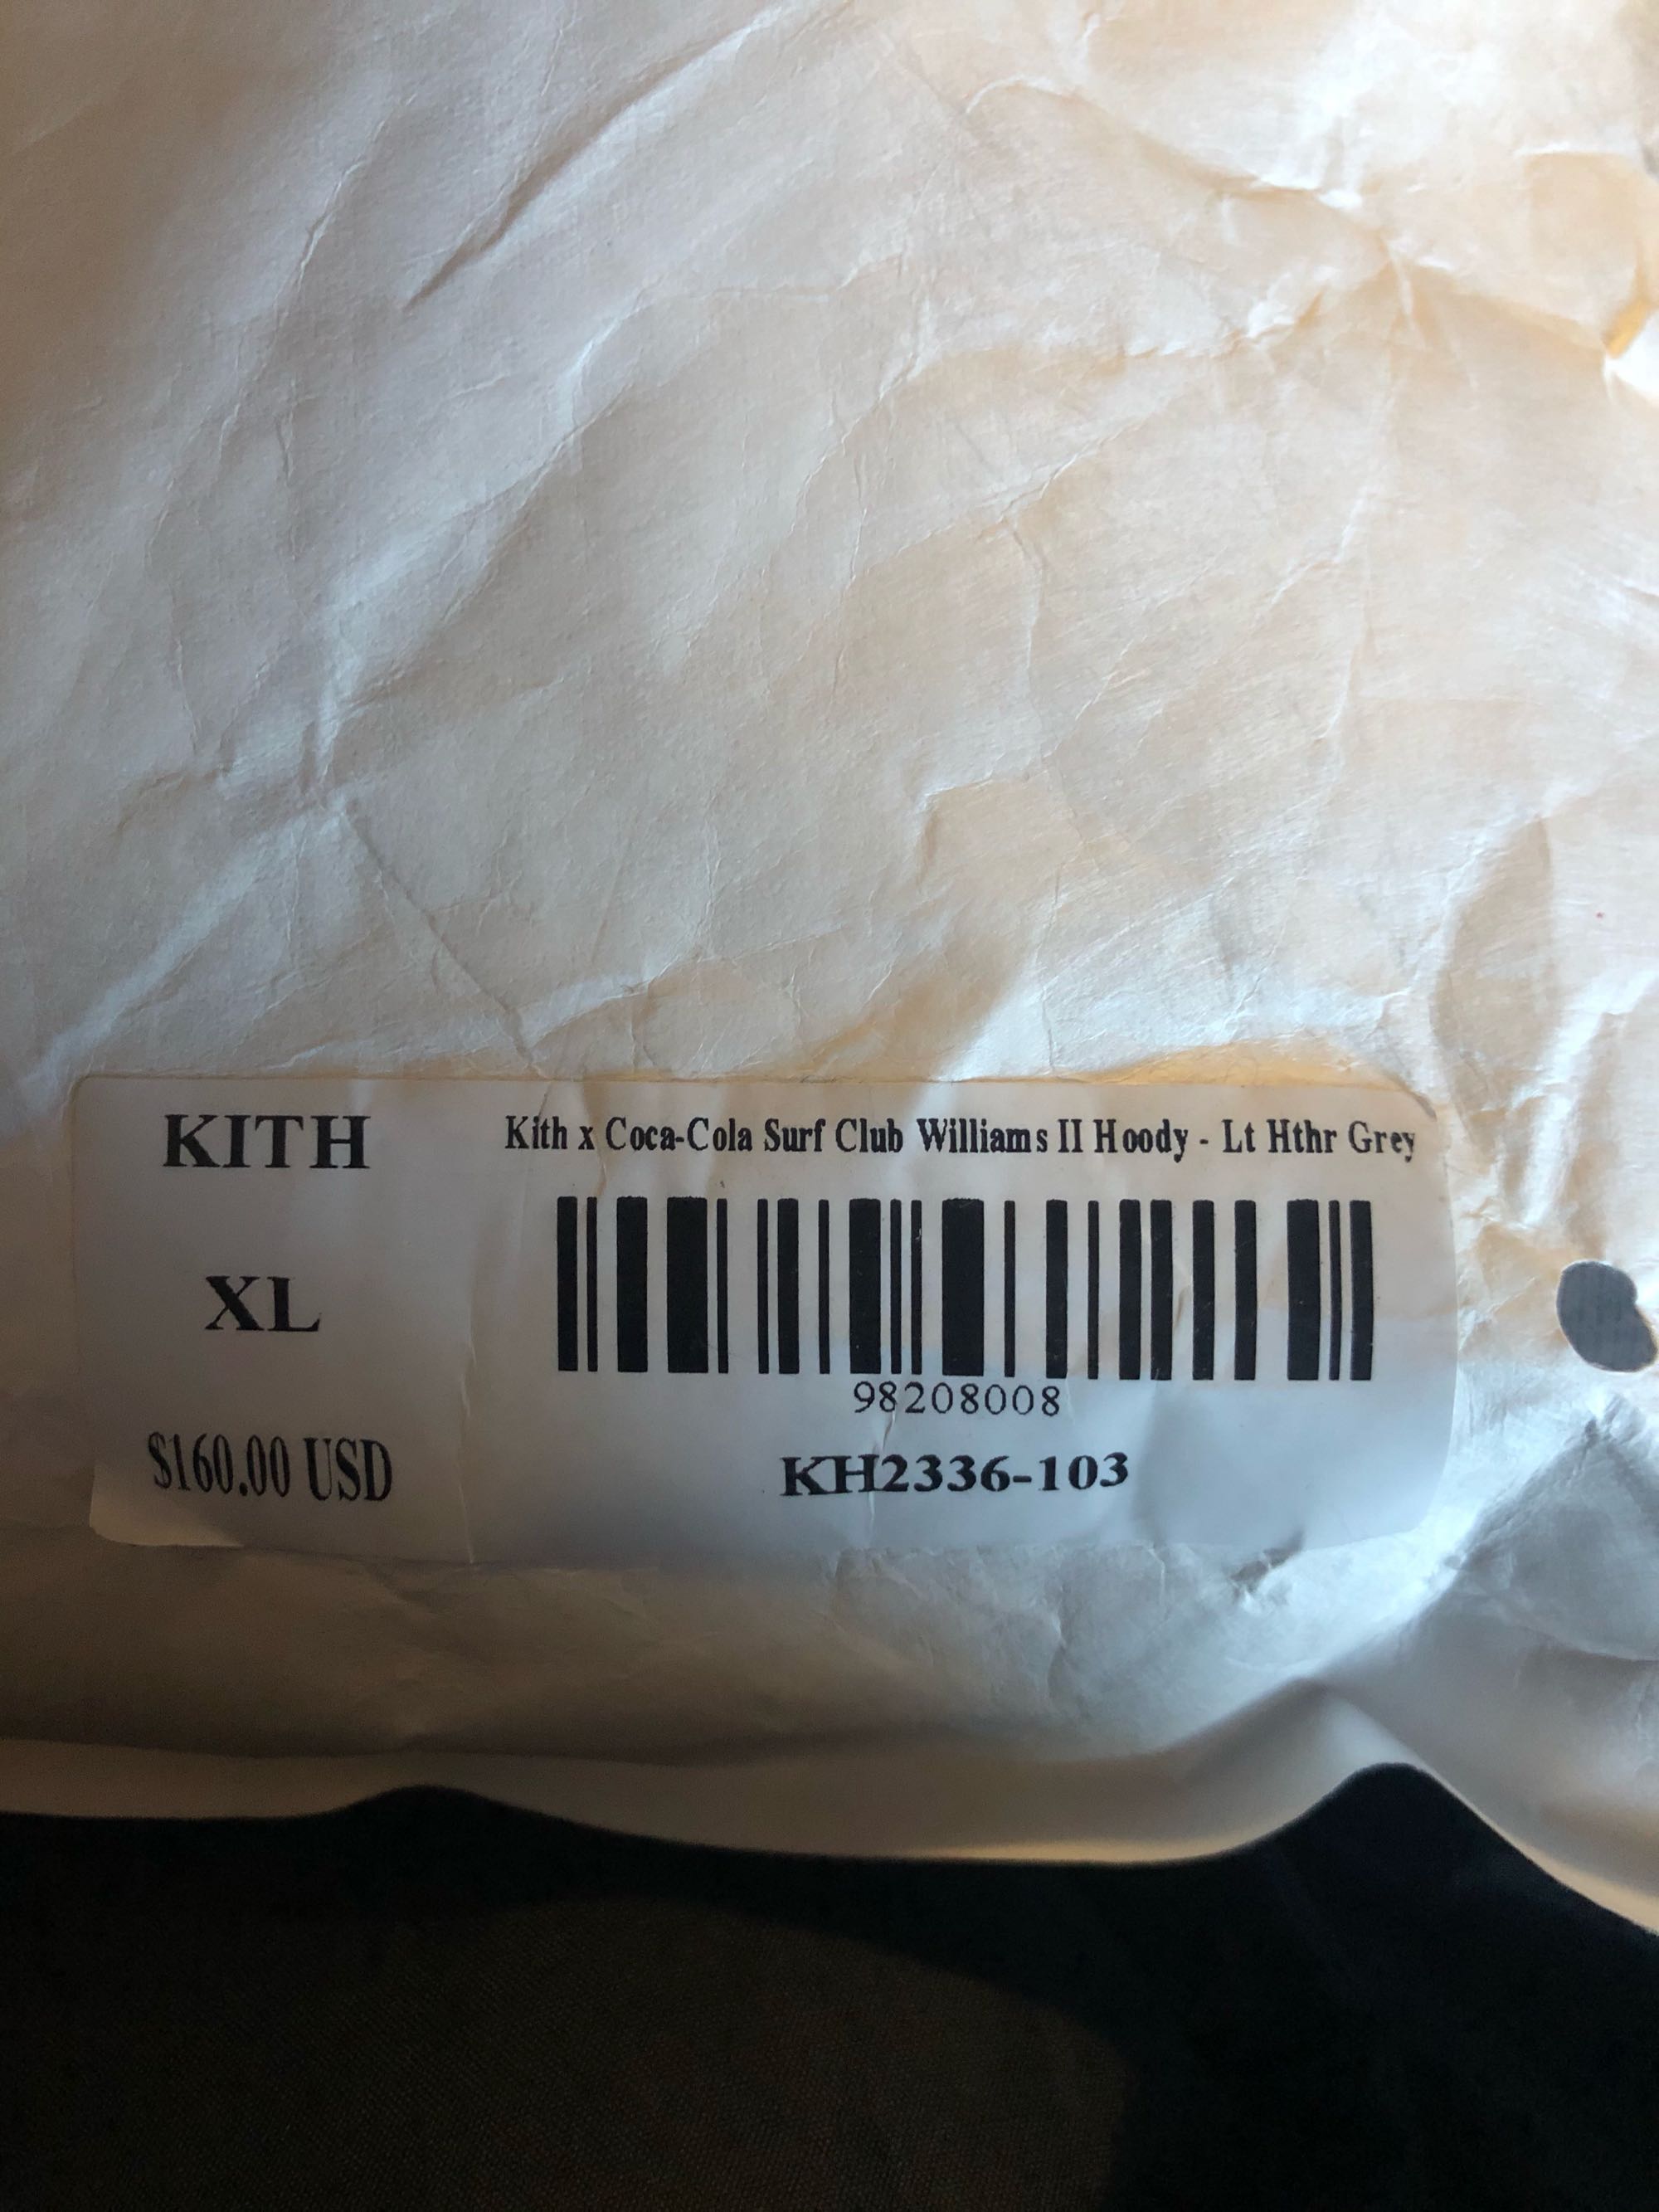 KITH
XL
$160.00 USD
Kith x Coca-Cola Surf Club Williams II Hoody - Lt Hthr Grey
98208008
KH2336-103